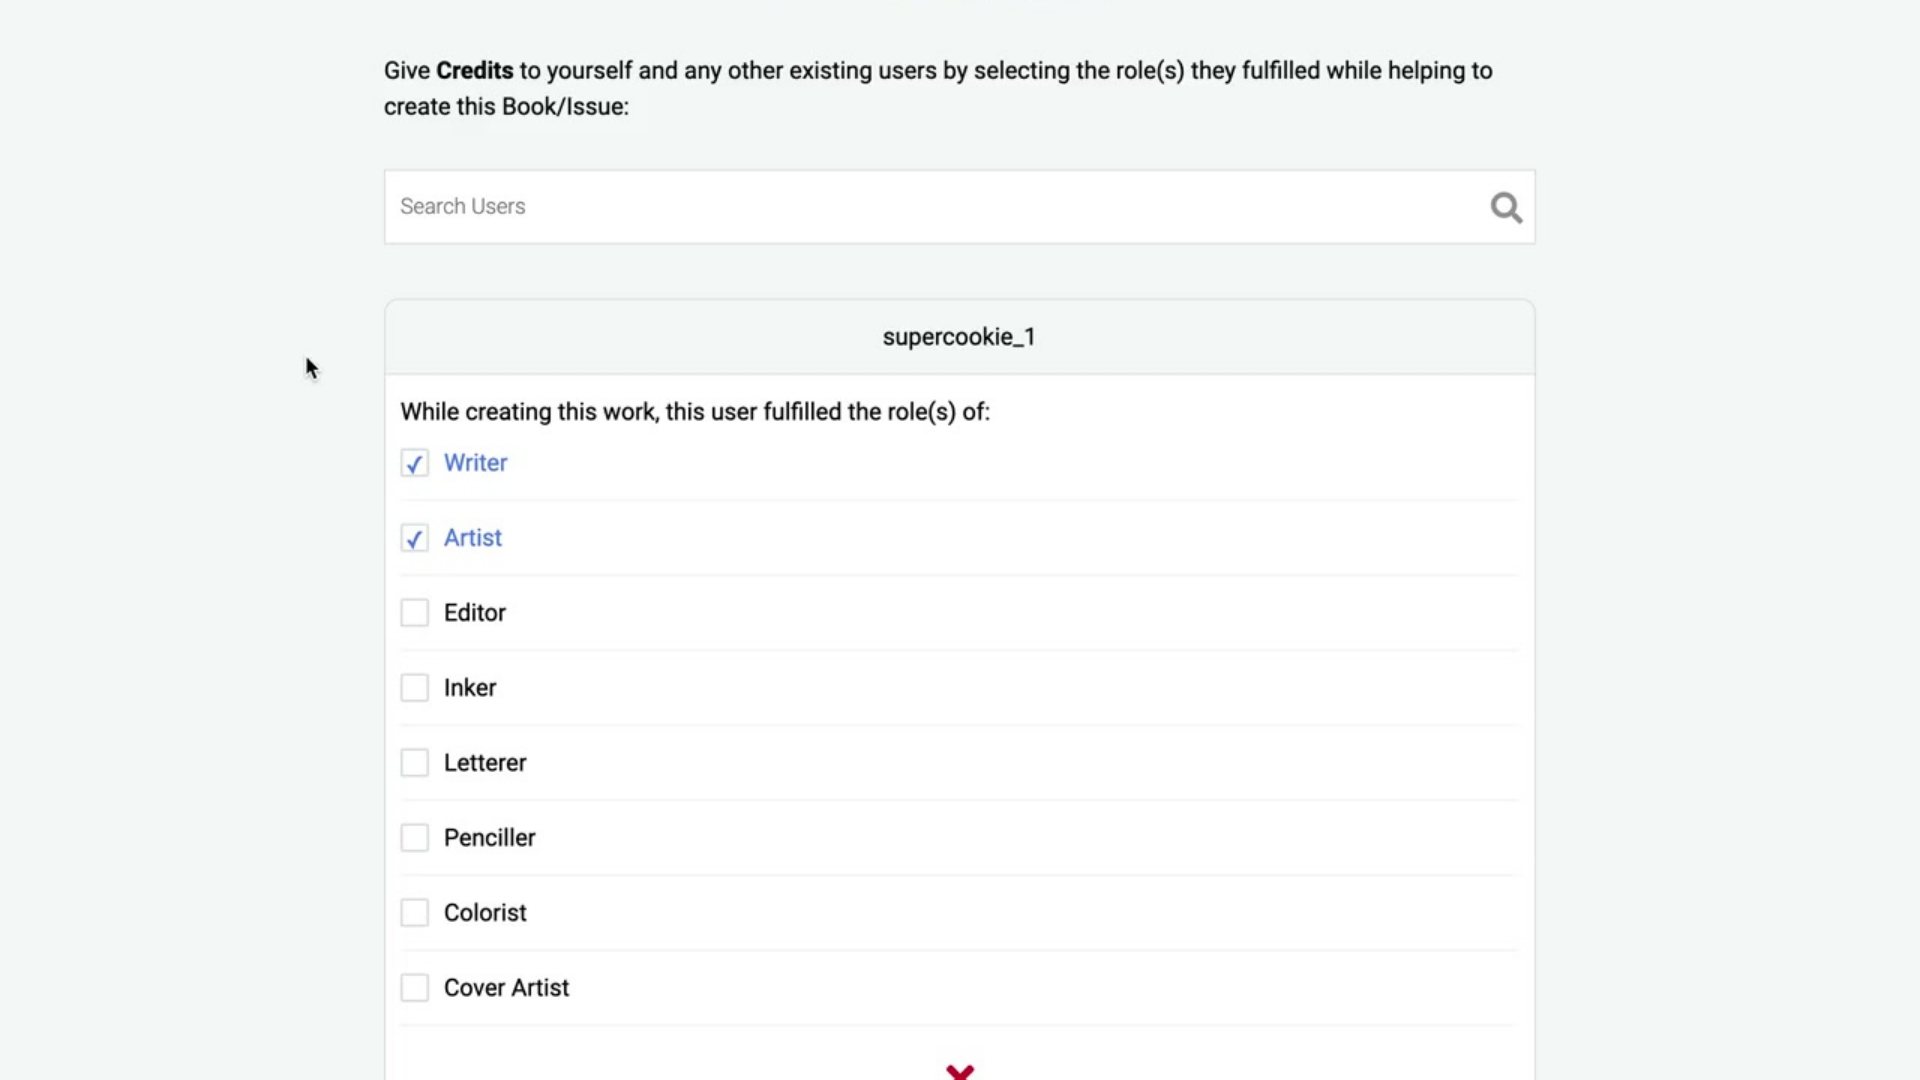 Give Credits to yourself and any other existing users by selecting the role(s) they fulfilled while helping to
create this Book/Issue:
Search Users
supercookie_1
While creating this work, this user fulfilled the role(s) of:
Writer
Artist
Editor
Inker
Letterer
Penciller
Colorist
Cover Artist